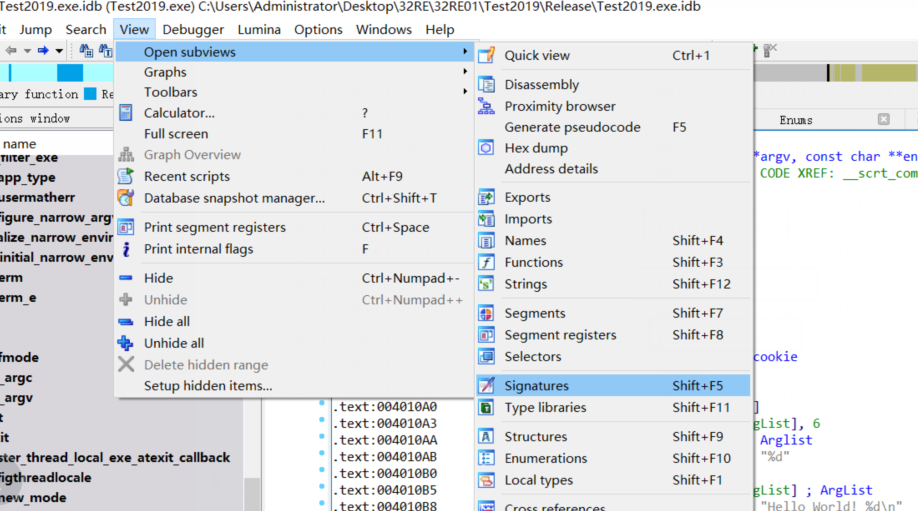 Test2019.exe.idb (Test2019.exe) C:\Users\Administrator\Desktop\32RE\32RE01\Test2019\Release\Test2019.exe.idb
it Jump Search View Debugger Lumina Options Windows Help
ary function Re
ons window
name
_filter_exe
app_type
usermatherr
figure_narrow_argv
alize_narrow_envir
initial_narrow_env
erm
erm_e
fmode
_argc
_argv
t
it
ster_thread_local_exe_atexit_callback
figthreadlocale
new_mode
Open subviews
Graphs
Toolbars
Calculator... ?
Full screen F11
Graph Overview
Recent scripts Alt+F9
Database snapshot manager... Ctrl+Shift+T
Print segment registers Ctrl+Space
Print internal flags F
Hide Ctrl+Numpad+-
Unhide Ctrl+Numpad++
Hide all
Unhide all
Delete hidden range
Setup hidden items...
.text:004010A0
.text:004010A3
.text:004010AA
.text:004010AB
.text:004010B0
.text:004010B5
.text:004010B8
Quick view Ctrl+1
Disassembly
Proximity browser
Generate pseudocode F5
Hex dump
Address details
Exports
Imports
Names Shift+F4
Functions Shift+F3
Strings Shift+F12
Segments Shift+F7
Segment registers Shift+F8
Selectors
Signatures Shift+F5
Type libraries Shift+F11
Structures Shift+F9
Enumerations Shift+F10
Local types Shift+F1
Cross references
Enums
*argv, const char **en
CODE XREF: __scrt_com
cookie
]
gList], 6
Arglist
"%d"
gList] ; ArgList
"Hello World! %d\n"